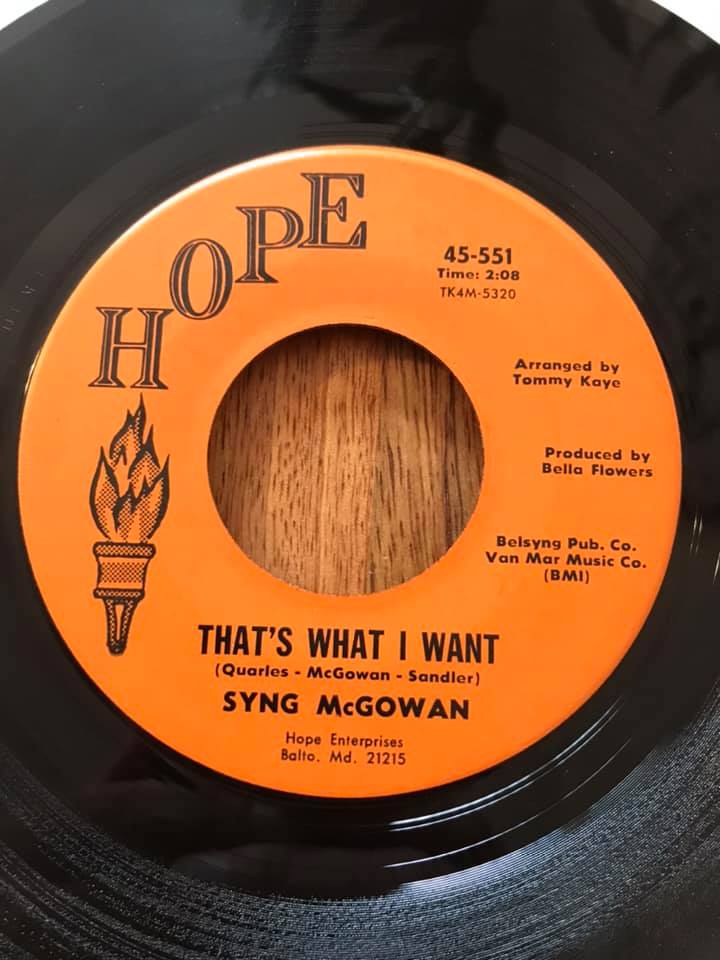 HOPE
45-551
Time: 2:08
TK4M-5320
Arranged by
Tommy Kaye
Produced by
Bella Flowers
Belsyng Pub. Co.
Van Mar Music Co.
(BMI)
THAT'S WHAT I WANT
(Quarles - McGowan - Sandler)
SYNG McGOWAN
Hope Enterprises
Balto. Md. 21215